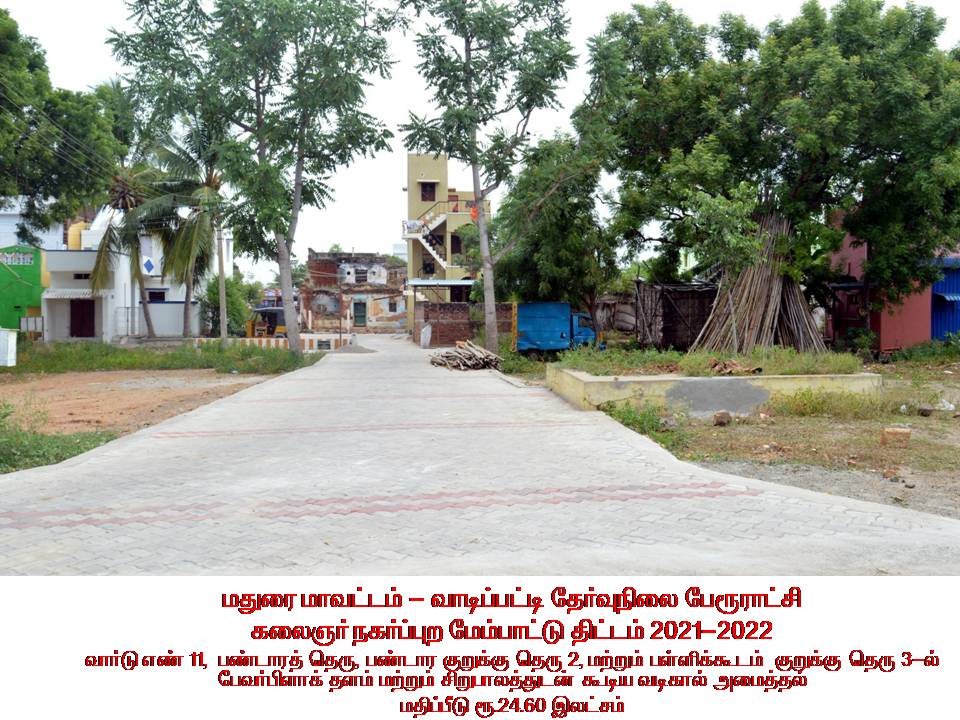 மதுரை மாவட்டம் – வாடிப்பட்டி தேர்வுநிலை பேரூராட்சி
கலைஞர் நகர்ப்புற மேம்பாட்டு திட்டம் 2021–2022
வார்டு எண் 11, பண்டாரத் தெரு, பண்டார குறுக்கு தெரு 2, மற்றும் பள்ளிக்கூடம் குறுக்கு தெரு 3–ல்
பேவர்பிளாக் தளம் மற்றும் சிறுபாலத்துடன் கூடிய வடிகால் அமைத்தல்
மதிப்பீடு ரூ.24.60 இலட்சம்